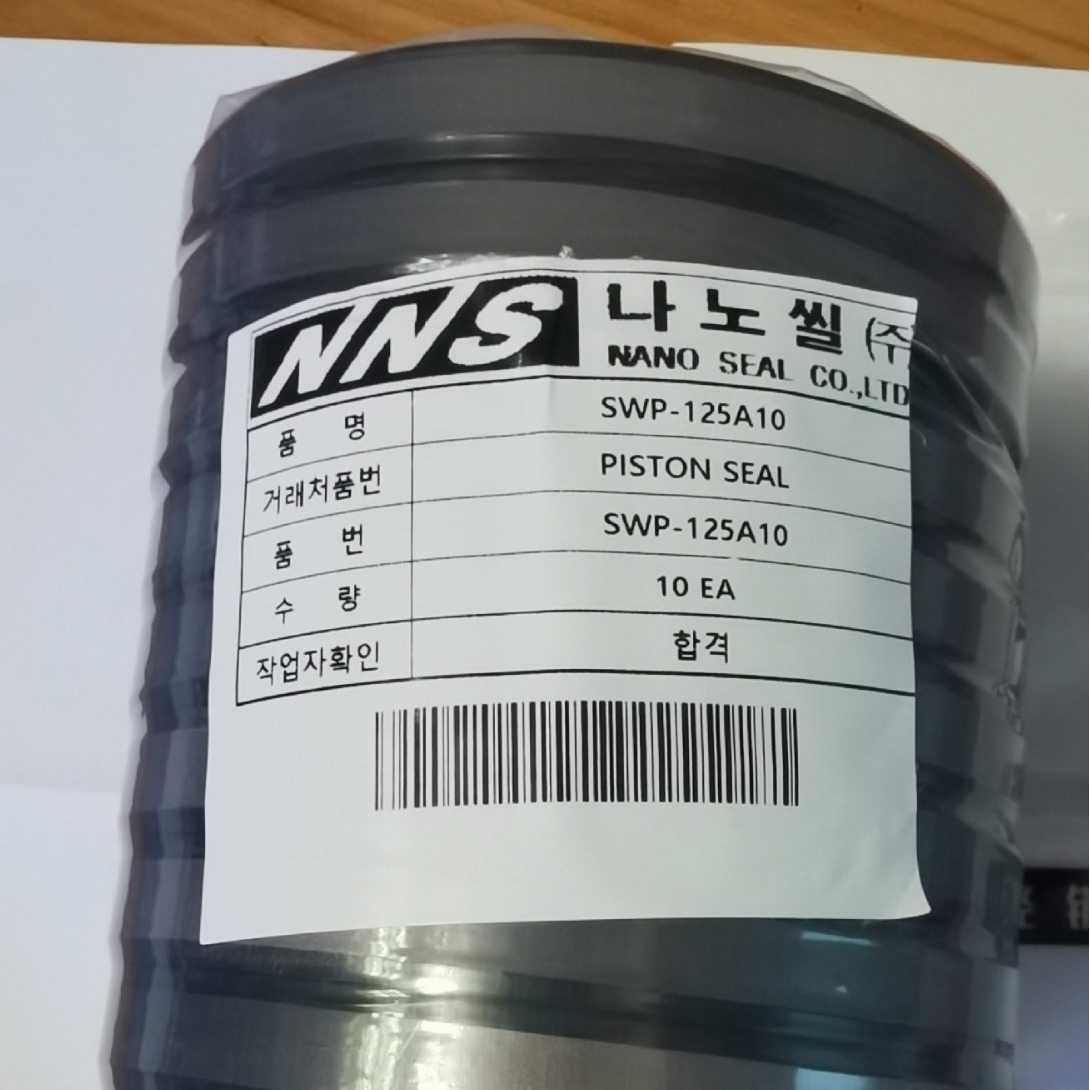 NNS 나노씰(주)
NANO SEAL CO.,LTD
품 명 SWP-125A10
거래처품번 PISTON SEAL
품 번 SWP-125A10
수 량 10 EA
작업자확인 합격